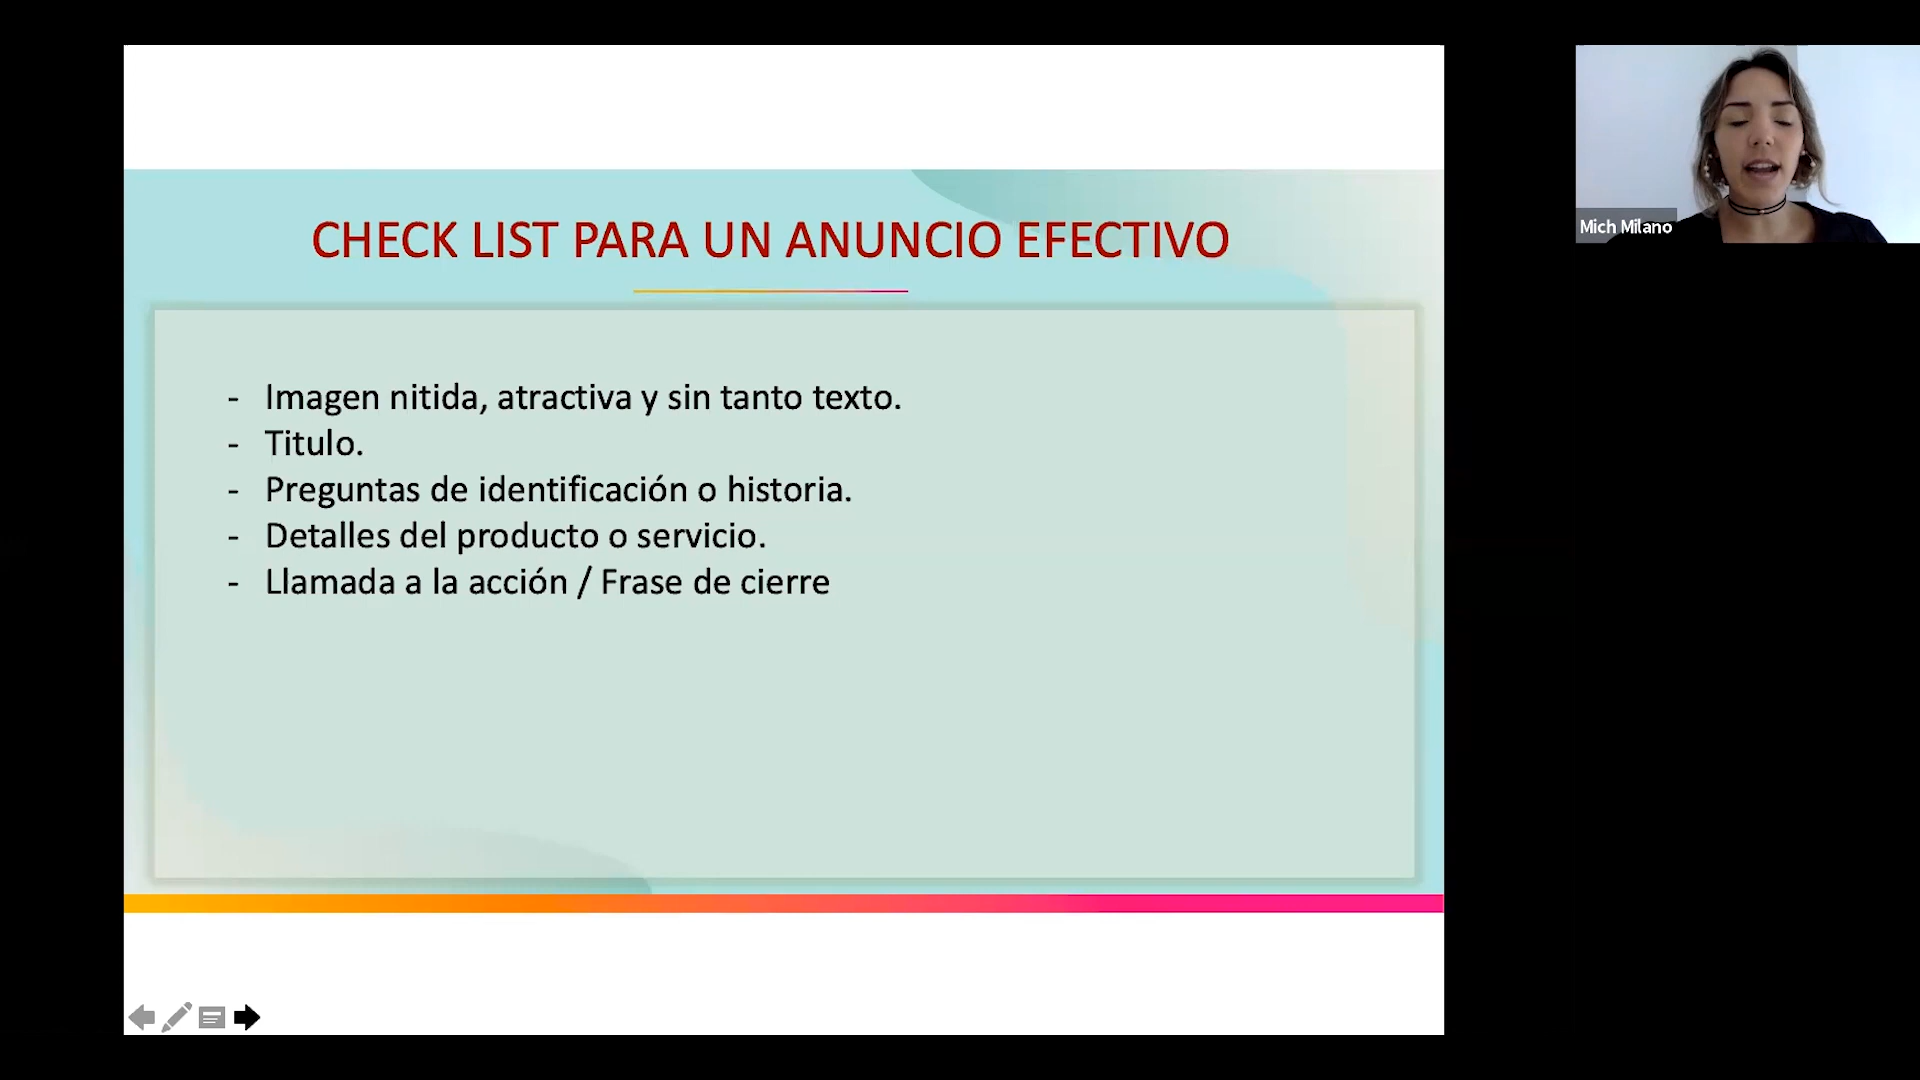 CHECK LIST PARA UN ANUNCIO EFECTIVO
- Imagen nitida, atractiva y sin tanto texto.
- Titulo.
- Preguntas de identificación o historia.
- Detalles del producto o servicio.
- Llamada a la acción / Frase de cierre
Mich Milano